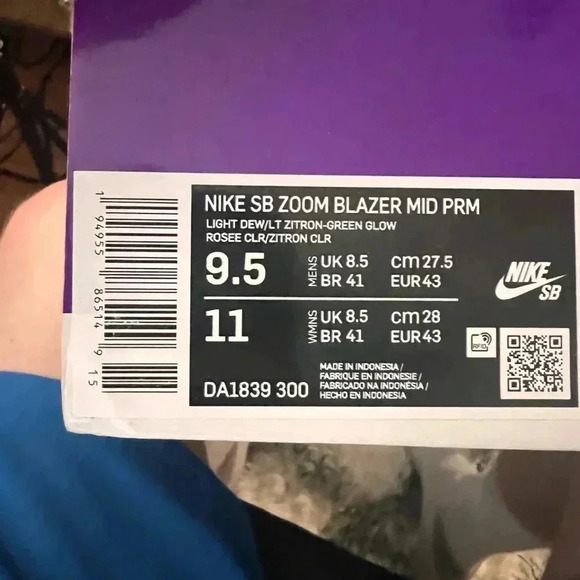 NIKE SB ZOOM BLAZER MID PRM
LIGHT DEW/LT ZITRON-GREEN GLOW
ROSEE CLR/ZITRON CLR
9.5 MENS UK 8.5 CM 27.5
BR 41 EUR 43
11 WMNS UK 8.5 CM 28
BR 41 EUR 43
DA1839 300
MADE IN INDONESIA/
FABRIQUE EN INDONESIE/
FABRICADO NA INDONÉSIA/
HECHO EN INDONESIA
NIKE
SB
RFID
1 94955 86514 9 15